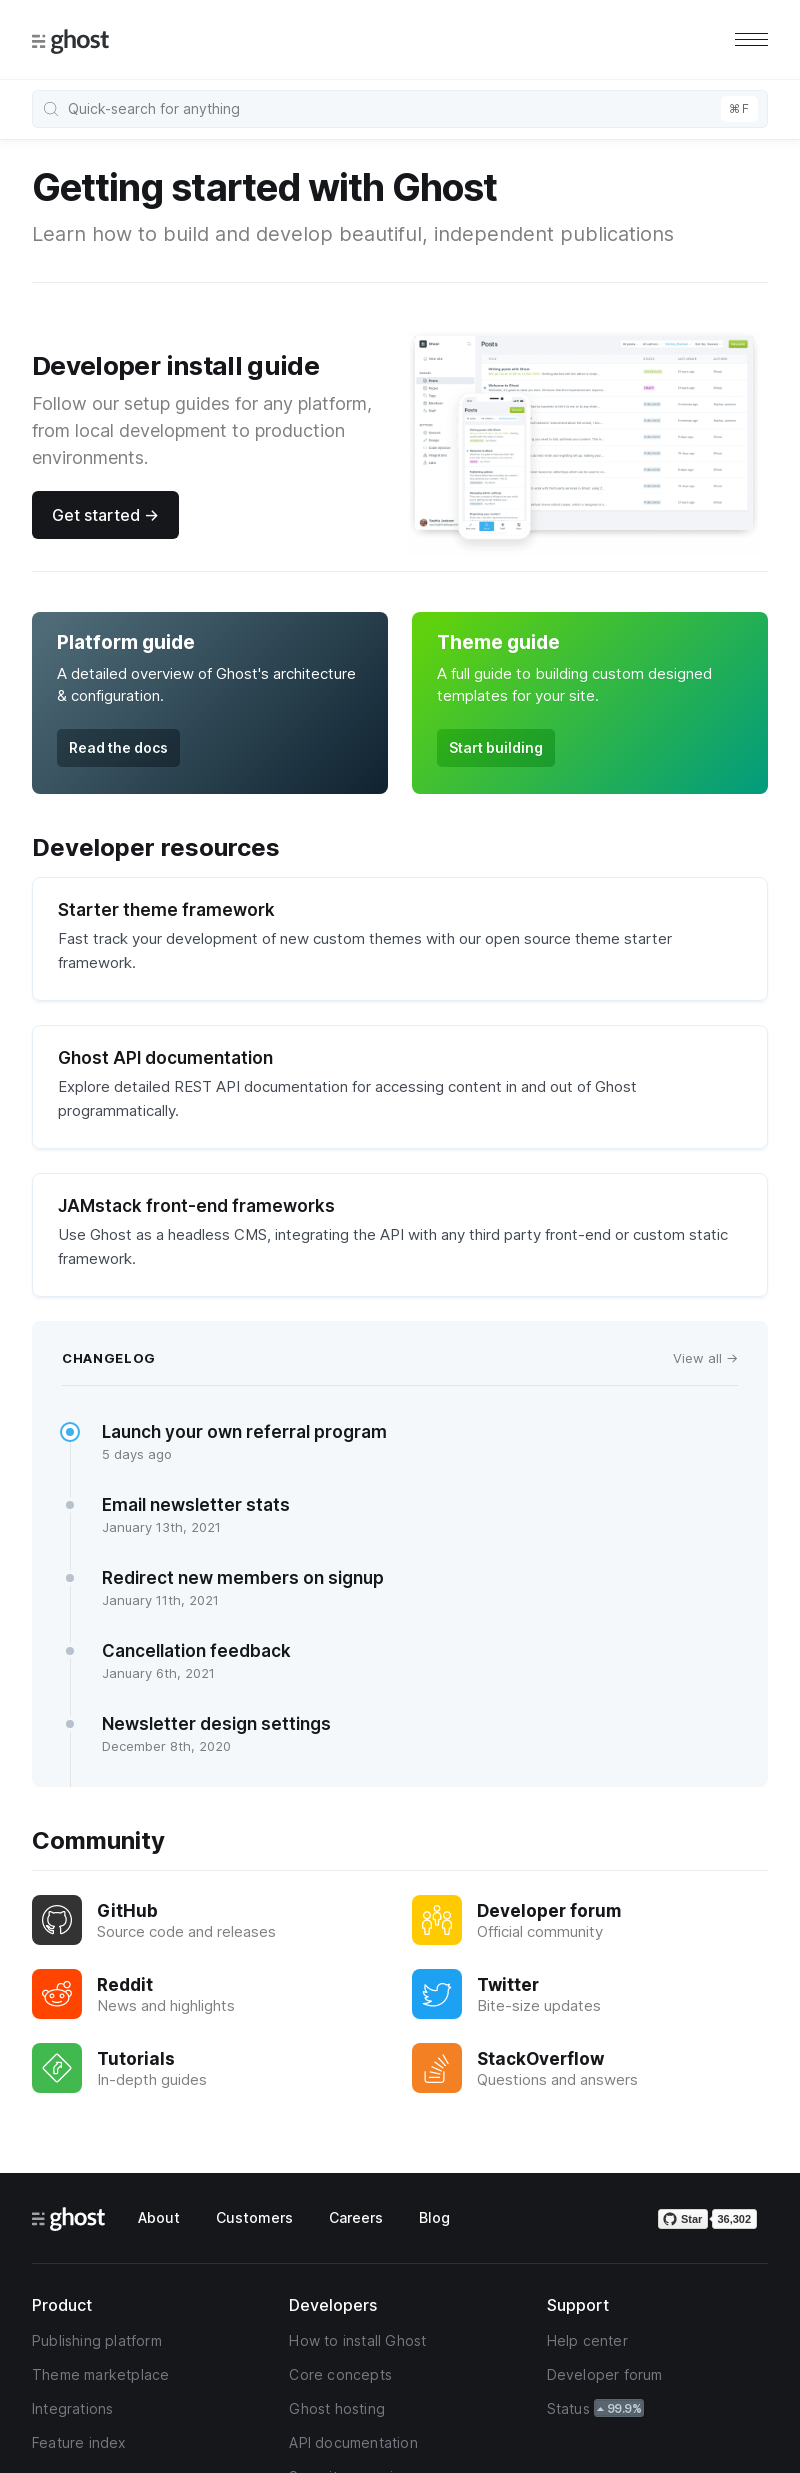 ghost
Quick-search for anything
⌘F
Getting started with Ghost
Learn how to build and develop beautiful, independent publications
Developer install guide
Follow our setup guides for any platform,
from local development to production
environments.
Get started →
Posts
Posts
Platform guide
A detailed overview of Ghost's architecture
& configuration.
Read the docs
Theme guide
A full guide to building custom designed
templates for your site.
Start building
Developer resources
Starter theme framework
Fast track your development of new custom themes with our open source theme starter
framework.
Ghost API documentation
Explore detailed REST API documentation for accessing content in and out of Ghost
programmatically.
JAMstack front-end frameworks
Use Ghost as a headless CMS, integrating the API with any third party front-end or custom static
framework.
CHANGELOG
View all →
Launch your own referral program
5 days ago
Email newsletter stats
January 13th, 2021
Redirect new members on signup
January 11th, 2021
Cancellation feedback
January 6th, 2021
Newsletter design settings
December 8th, 2020
Community
GitHub
Source code and releases
Developer forum
Official community
Reddit
News and highlights
Twitter
Bite-size updates
Tutorials
In-depth guides
StackOverflow
Questions and answers
ghost
About
Customers
Careers
Blog
Star
36,302
Product
Publishing platform
Theme marketplace
Integrations
Feature index
Developers
How to install Ghost
Core concepts
Ghost hosting
API documentation
Support
Help center
Developer forum
Status 99.9%